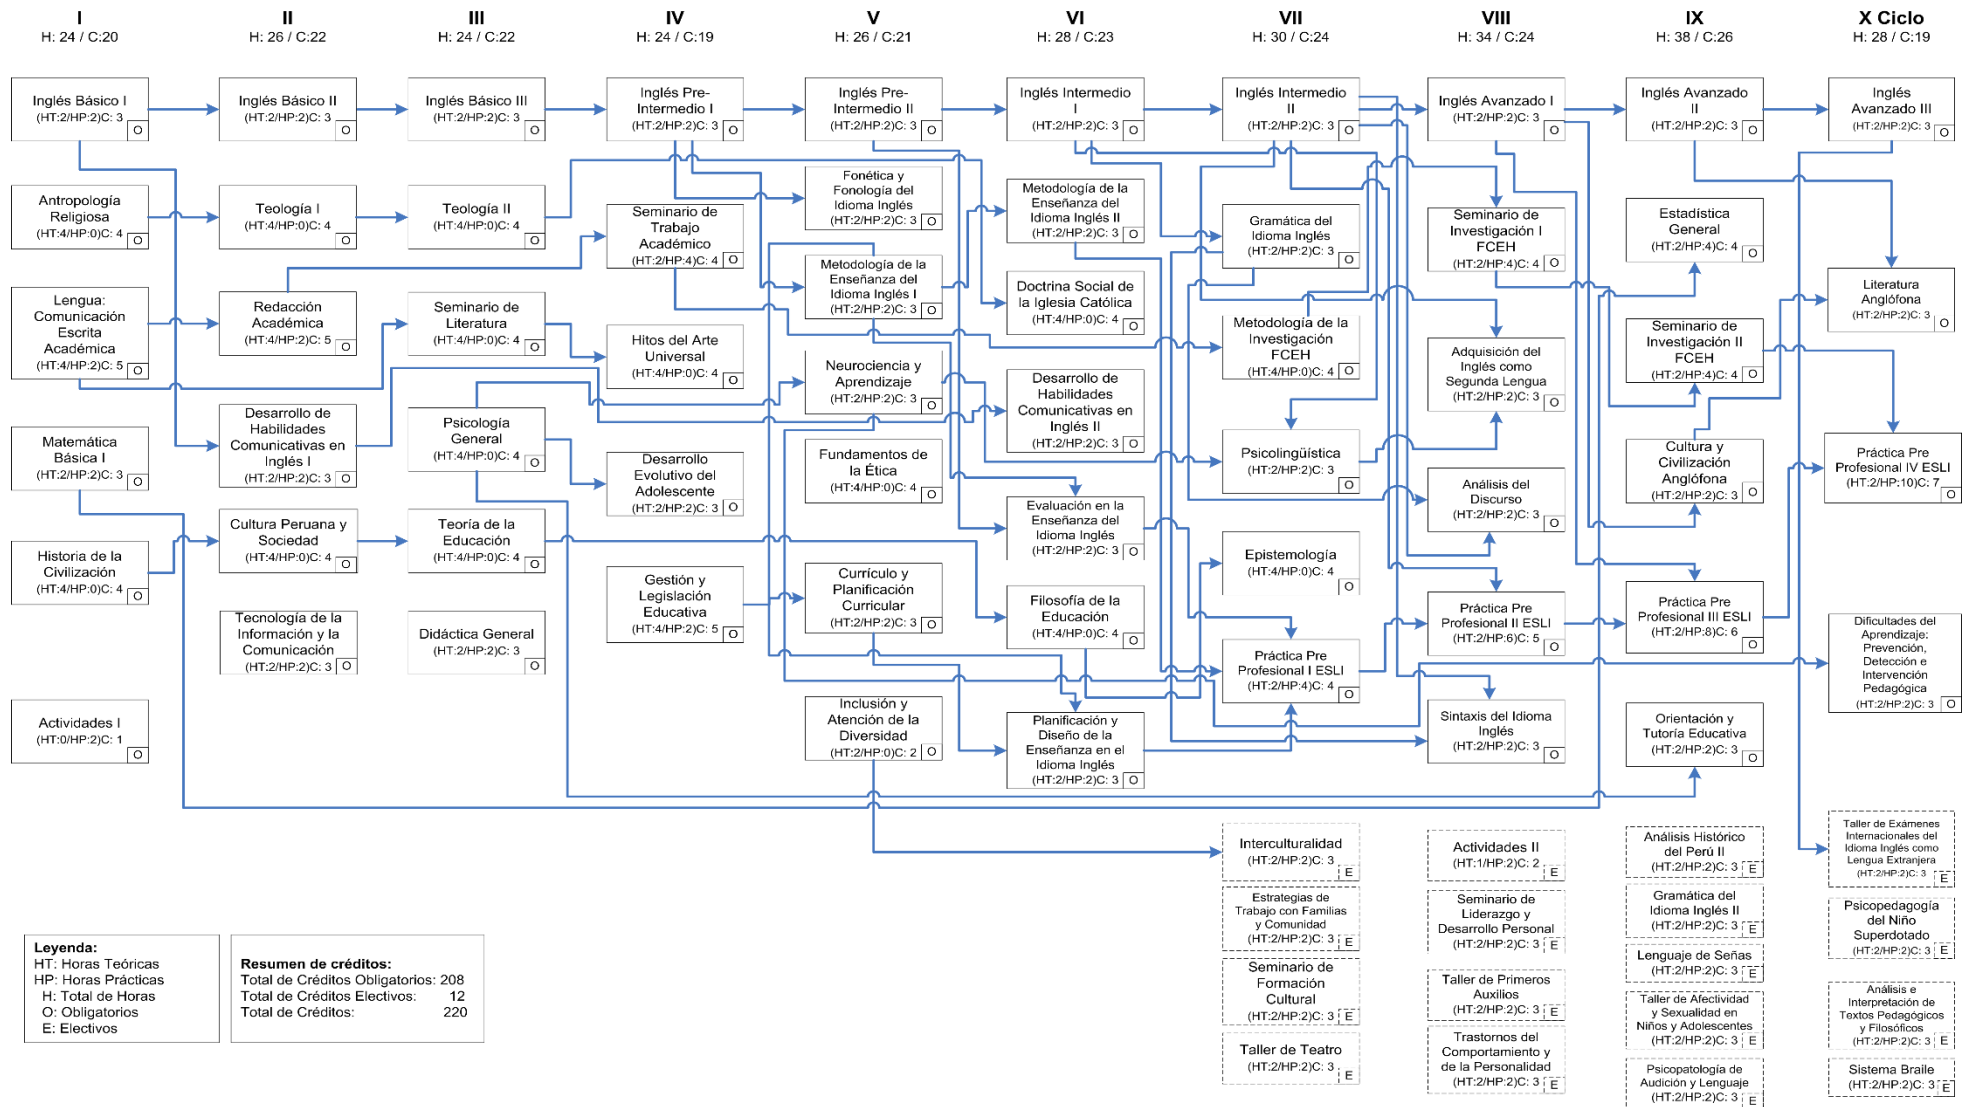 I
H: 24 / C:20
II
H: 26 / C:22
III
H: 24 / C:22
IV
H: 24 / C:19
V
H: 26 / C:21
VI
H: 28 / C:23
VII
H: 30 / C:24
VIII
H: 34 / C:24
IX
H: 38 / C:26
X Ciclo
H: 28 / C:19
Inglés Básico I
(HT:2/HP:2)C: 3
O
Antropología
Religiosa
(HT:4/HP:0)C: 4
O
Lengua:
Comunicación
Escrita
Académica
(HT:4/HP:2)C: 5
O
Matemática
Básica I
(HT:2/HP:2)C: 3
O
Historia de la
Civilización
(HT:4/HP:0)C: 4
O
Actividades I
(HT:0/HP:2)C: 1
O
Inglés Básico II
(HT:2/HP:2)C: 3
O
Teología I
(HT:4/HP:0)C: 4
O
Redacción
Académica
(HT:4/HP:2)C: 5
O
Desarrollo de
Habilidades
Comunicativas en
Inglés I
(HT:2/HP:2)C: 3
O
Cultura Peruana y
Sociedad
(HT:4/HP:0)C: 4
O
Tecnología de la
Información y la
Comunicación
(HT:2/HP:2)C: 3
O
Inglés Básico III
(HT:2/HP:2)C: 3
O
Teología II
(HT:4/HP:0)C: 4
O
Seminario de
Literatura
(HT:4/HP:0)C: 4
O
Psicología
General
(HT:4/HP:0)C: 4
O
Teoría de la
Educación
(HT:4/HP:0)C: 4
O
Didáctica General
(HT:2/HP:2)C: 3
O
Inglés Pre-
Intermedio I
(HT:2/HP:2)C: 3
O
Seminario de
Trabajo
Académico
(HT:2/HP:4)C: 4
O
Hitos del Arte
Universal
(HT:4/HP:0)C: 4
O
Desarrollo
Evolutivo del
Adolescente
(HT:2/HP:2)C: 3
O
Gestión y
Legislación
Educativa
(HT:4/HP:2)C: 5
O
Inglés Pre-
Intermedio II
(HT:2/HP:2)C: 3
O
Fonética y
Fonología del
Idioma Inglés
(HT:2/HP:2)C: 3
O
Metodología de la
Enseñanza del
Idioma Inglés I
(HT:2/HP:2)C: 3
O
Neurociencia y
Aprendizaje
(HT:2/HP:2)C: 3
O
Fundamentos de
la Ética
(HT:4/HP:0)C: 4
O
Currículo y
Planificación
Curricular
(HT:2/HP:2)C: 3
O
Inclusión y
Atención de la
Diversidad
(HT:2/HP:0)C: 2
O
Inglés Intermedio
I
(HT:2/HP:2)C: 3
O
Metodología de la
Enseñanza del
Idioma Inglés II
(HT:2/HP:2)C: 3
O
Doctrina Social de
la Iglesia Católica
(HT:4/HP:0)C: 4
O
Desarrollo de
Habilidades
Comunicativas en
Inglés II
(HT:2/HP:2)C: 3
O
Evaluación en la
Enseñanza del
Idioma Inglés
(HT:2/HP:2)C: 3
O
Filosofía de la
Educación
(HT:4/HP:0)C: 4
O
Planificación y
Diseño de la
Enseñanza en el
Idioma Inglés
(HT:2/HP:2)C: 3
O
Inglés Intermedio
II
(HT:2/HP:2)C: 3
O
Gramática del
Idioma Inglés
(HT:2/HP:2)C: 3
O
Metodología de la
Investigación
FCEH
(HT:4/HP:0)C: 4
O
Psicolingüística
(HT:2/HP:2)C: 3
O
Epistemología
(HT:4/HP:0)C: 4
O
Práctica Pre
Profesional I ESLI
(HT:2/HP:4)C: 4
O
Interculturalidad
(HT:2/HP:2)C: 3
E
Estrategias de
Trabajo con Familias
y Comunidad
(HT:2/HP:2)C: 3
E
Seminario de
Formación
Cultural
(HT:2/HP:2)C: 3
E
Taller de Teatro
(HT:2/HP:2)C: 3
E
Inglés Avanzado I
(HT:2/HP:2)C: 3
O
Seminario de
Investigación I
FCEH
(HT:2/HP:4)C: 4
O
Adquisición del
Inglés como
Segunda Lengua
(HT:2/HP:2)C: 3
O
Análisis del
Discurso
(HT:2/HP:2)C: 3
O
Práctica Pre
Profesional II ESLI
(HT:2/HP:6)C: 5
O
Sintaxis del Idioma
Inglés
(HT:2/HP:2)C: 3
O
Actividades II
(HT:1/HP:2)C: 2
E
Seminario de
Liderazgo y
Desarrollo Personal
(HT:2/HP:2)C: 3
E
Taller de Primeros
Auxilios
(HT:2/HP:2)C: 3
E
Trastornos del
Comportamiento y
de la Personalidad
(HT:2/HP:2)C: 3
E
Inglés Avanzado
II
(HT:2/HP:2)C: 3
O
Estadística
General
(HT:2/HP:4)C: 4
O
Seminario de
Investigación II
FCEH
(HT:2/HP:4)C: 4
O
Cultura y
Civilización
Anglófona
(HT:2/HP:2)C: 3
O
Práctica Pre
Profesional III ESLI
(HT:2/HP:8)C: 6
O
Orientación y
Tutoría Educativa
(HT:2/HP:2)C: 3
O
Análisis Histórico
del Perú II
(HT:2/HP:2)C: 3
E
Gramática del
Idioma Inglés II
(HT:2/HP:2)C: 3
E
Lenguaje de Señas
(HT:2/HP:2)C: 3
E
Taller de Afectividad
y Sexualidad en
Niños y Adolescentes
(HT:2/HP:2)C: 3
E
Psicopatología de
Audición y Lenguaje
(HT:2/HP:2)C: 3
E
Inglés
Avanzado III
(HT:2/HP:2)C: 3
O
Literatura
Anglófona
(HT:2/HP:2)C: 3
O
Práctica Pre
Profesional IV ESLI
(HT:2/HP:10)C: 7
O
Dificultades del
Aprendizaje:
Prevención,
Detección e
Intervención
Pedagógica
(HT:2/HP:2)C: 3
O
Taller de Exámenes
Internacionales del
Idioma Inglés como
Lengua Extranjera
(HT:2/HP:2)C: 3
E
Psicopedagogía
del Niño
Superdotado
(HT:2/HP:2)C: 3
E
Análisis e
Interpretación de
Textos Pedagógicos
y Filosóficos
(HT:2/HP:2)C: 3
E
Sistema Braile
(HT:2/HP:2)C: 3
E
Leyenda:
HT: Horas Teóricas
HP: Horas Prácticas
H: Total de Horas
O: Obligatorios
E: Electivos
Resumen de créditos:
Total de Créditos Obligatorios: 208
Total de Créditos Electivos: 12
Total de Créditos: 220